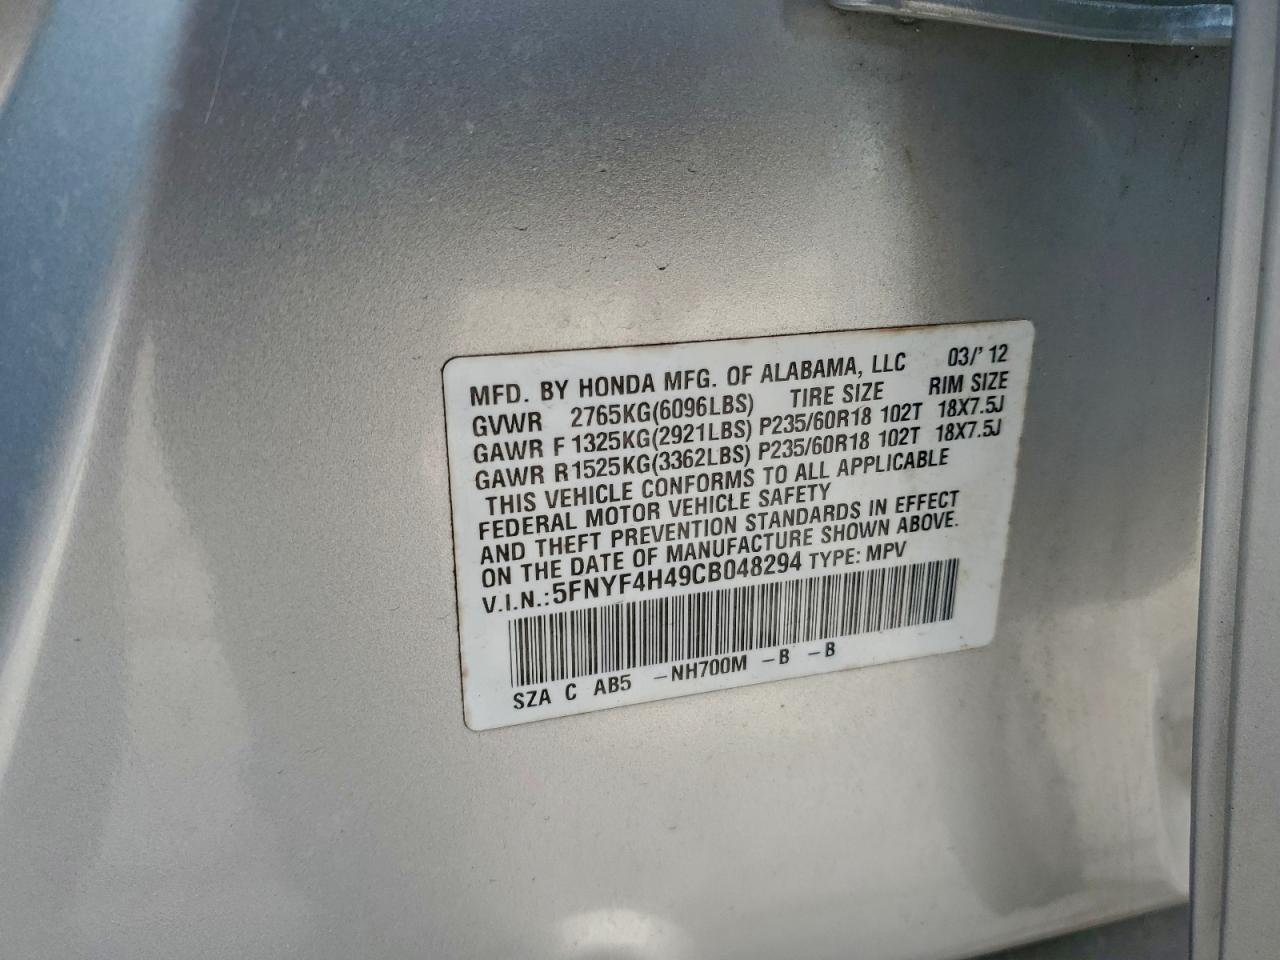 MFD. BY HONDA MFG. OF ALABAMA, LLC 03/'12
GVWR 2765KG(6096LBS) TIRE SIZE RIM SIZE
GAWR F 1325KG(2921LBS) P235/60R18 102T 18X7.5J
GAWR R 1525KG(3362LBS) P235/60R18 102T 18X7.5J
THIS VEHICLE CONFORMS TO ALL APPLICABLE
FEDERAL MOTOR VEHICLE SAFETY
AND THEFT PREVENTION STANDARDS IN EFFECT
ON THE DATE OF MANUFACTURE SHOWN ABOVE.
V.I.N.: 5FNYF4H49CB048294 TYPE: MPV
SZA C AB5 -NH700M -B -B